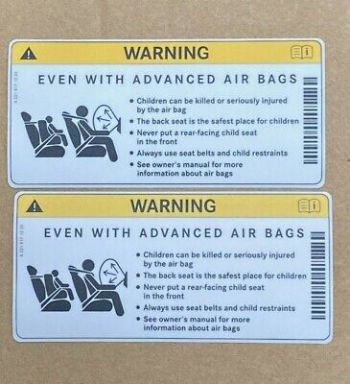 WARNING
EVEN WITH ADVANCED AIR BAGS
• Children can be killed or seriously injured
by the air bag
• The back seat is the safest place for children
• Never put a rear-facing child seat
in the front
• Always use seat belts and child restraints
• See owner's manual for more
information about air bags
WARNING
EVEN WITH ADVANCED AIR BAGS
• Children can be killed or seriously injured
by the air bag
• The back seat is the safest place for children
• Never put a rear-facing child seat
in the front
• Always use seat belts and child restraints
• See owner's manual for more
information about air bags